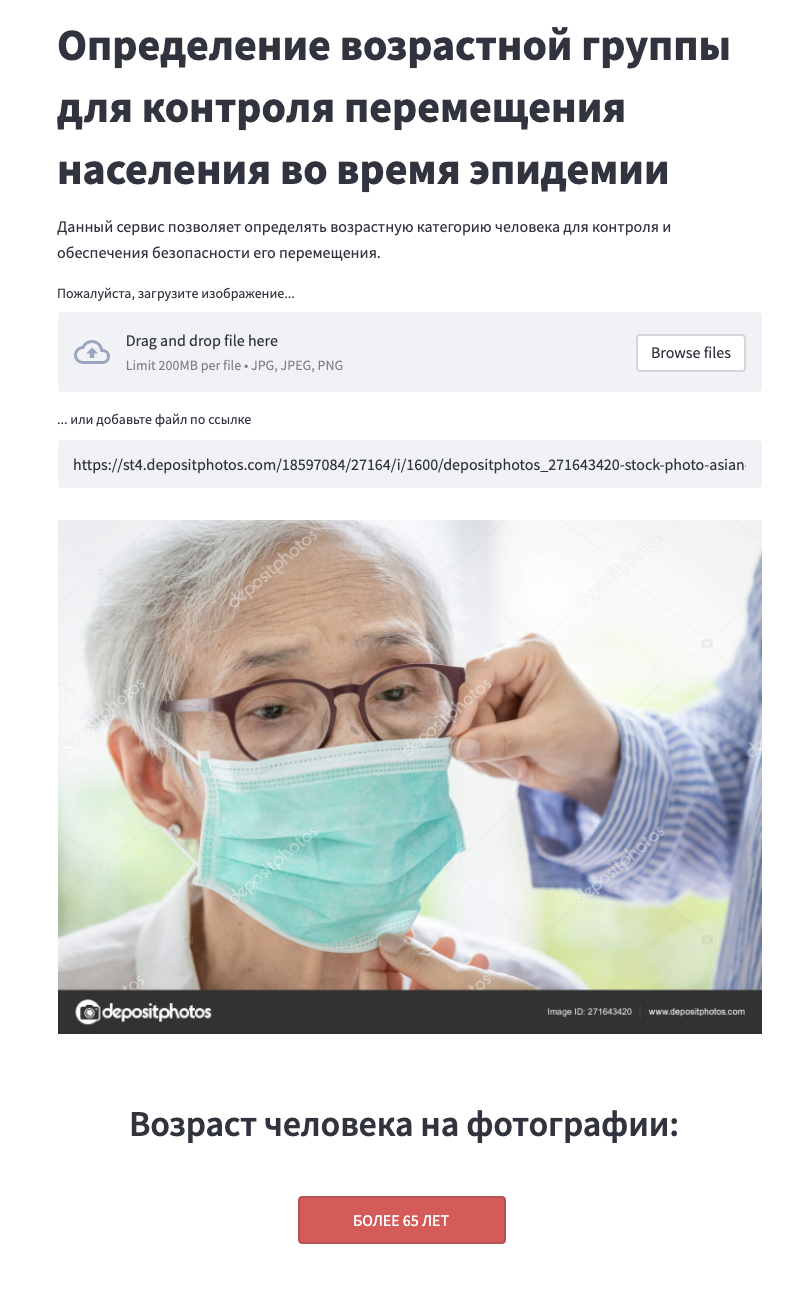 Определение возрастной группы
для контроля перемещения
населения во время эпидемии
Данный сервис позволяет определять возрастную категорию человека для контроля и
обеспечения безопасности его перемещения.
Пожалуйста, загрузите изображение...
Drag and drop file here
Limit 200MB per file • JPG, JPEG, PNG
Browse files
... или добавьте файл по ссылке
https://st4.depositphotos.com/18597084/27164/i/1600/depositphotos_271643420-stock-photo-asian-
depositphotos
depositphotos
depositphotos
depositphotos
depositphotos
depositphotos
depositphotos
Image ID: 271643420
www.depositphotos.com
Возраст человека на фотографии:
БОЛЕЕ 65 ЛЕТ